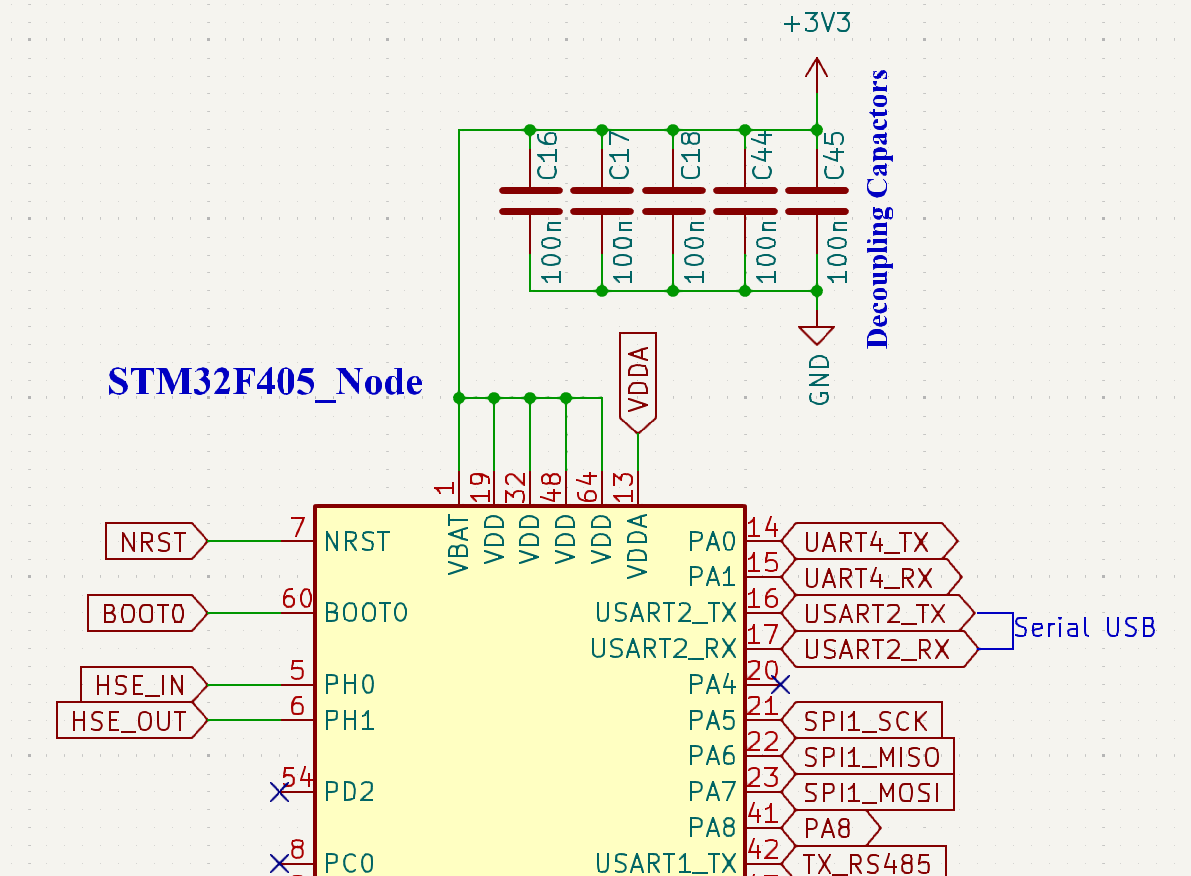 +3V3
C16
C17
C18
C44
C45
100n
100n
100n
100n
100n
Decoupling Capactors
GND
STM32F405_Node
VDDA
1
19
32
48
64
13
VBAT
VDD
VDD
VDD
VDD
VDDA
NRST
7
NRST
BOOT0
60
BOOT0
HSE_IN
5
PH0
HSE_OUT
6
PH1
54
PD2
8
PC0
PA0
14
UART4_TX
PA1
15
UART4_RX
USART2_TX
16
USART2_TX
USART2_RX
17
USART2_RX
Serial USB
PA4
20
PA5
21
SPI1_SCK
PA6
22
SPI1_MISO
PA7
23
SPI1_MOSI
PA8
41
PA8
USART1_TX
42
TX_RS485